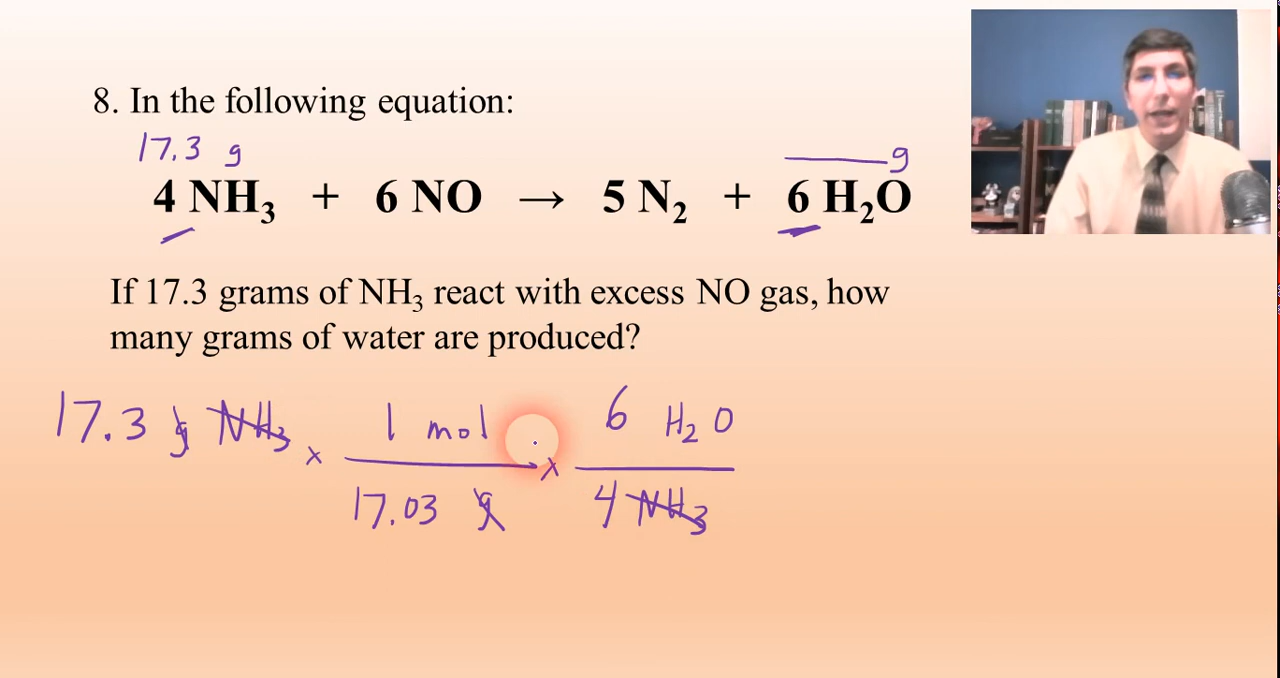 8. In the following equation:
17.3 g ____g
4 NH₃ + 6 NO → 5 N₂ + 6 H₂O
If 17.3 grams of NH₃ react with excess NO gas, how
many grams of water are produced?
17.3 g NH₃ x 1 mol x 6 H₂O
17.03 g 4 NH₃